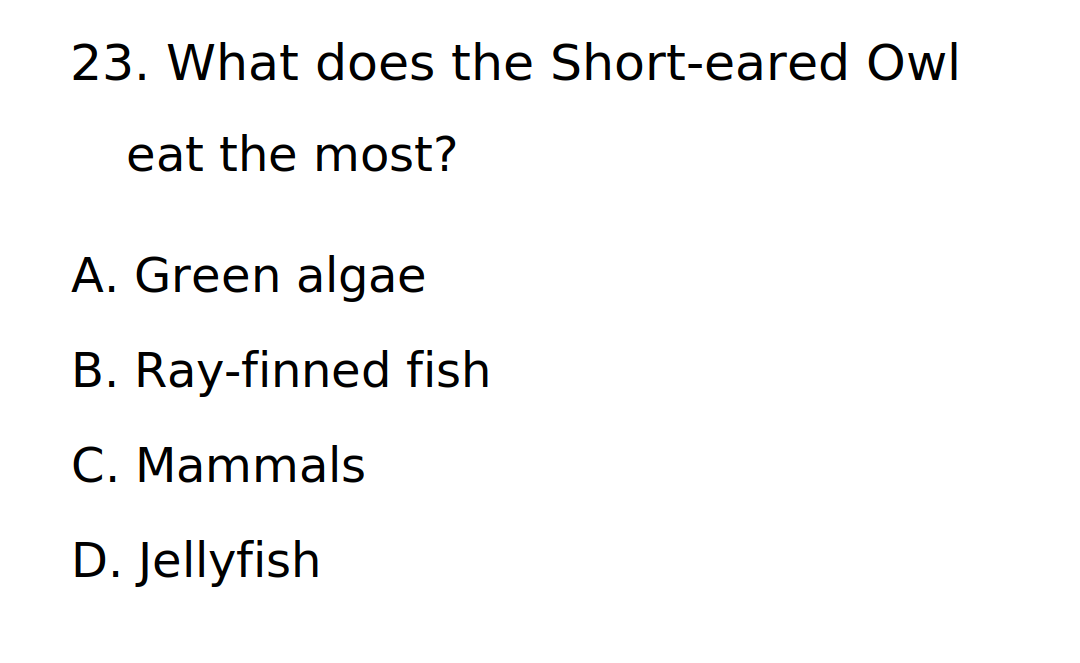 23. What does the Short-eared Owl
eat the most?
A. Green algae
B. Ray-finned fish
C. Mammals
D. Jellyfish